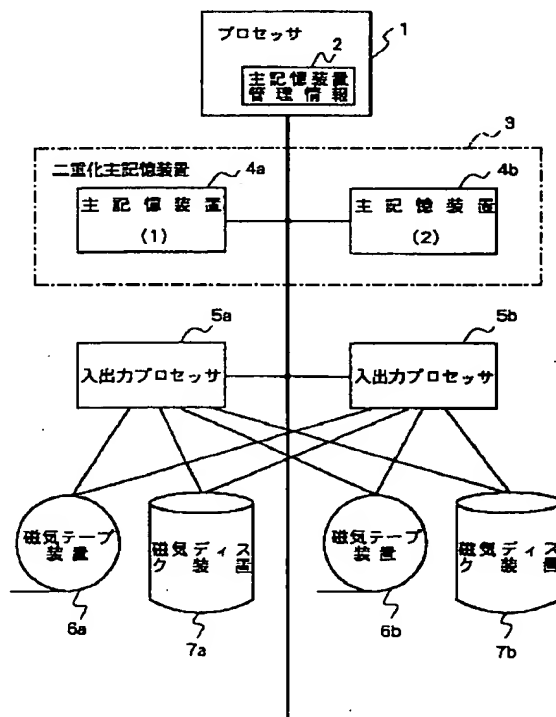 プロセッサ
1
2
主記憶装置
管理情報
3
二重化主記憶装置
4a
4b
主記憶装置
(1)
主記憶装置
(2)
5a
5b
入出力プロセッサ
入出力プロセッサ
磁気テープ
装置
磁気ディス
ク装置
磁気テープ
装置
磁気ディス
ク装置
6a
7a
6b
7b